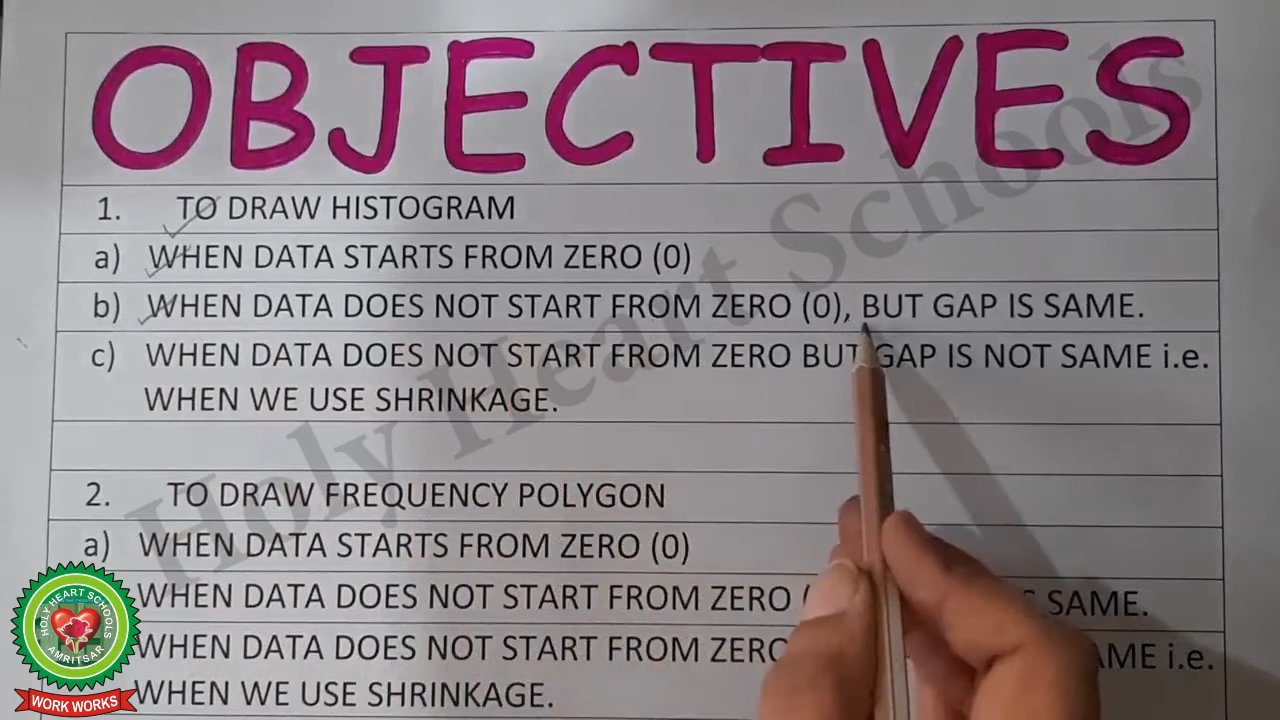 OBJECTIVES
1. TO DRAW HISTOGRAM
a) WHEN DATA STARTS FROM ZERO (0)
b) WHEN DATA DOES NOT START FROM ZERO (0), BUT GAP IS SAME.
c) WHEN DATA DOES NOT START FROM ZERO BUT GAP IS NOT SAME i.e.
WHEN WE USE SHRINKAGE.
2. TO DRAW FREQUENCY POLYGON
a) WHEN DATA STARTS FROM ZERO (0)
WHEN DATA DOES NOT START FROM ZERO ( SAME.
WHEN DATA DOES NOT START FROM ZERO i.e.
WHEN WE USE SHRINKAGE.
Holy Heart Schools
HOLY HEART SCHOOLS
AMRITSAR
WORK WORKS